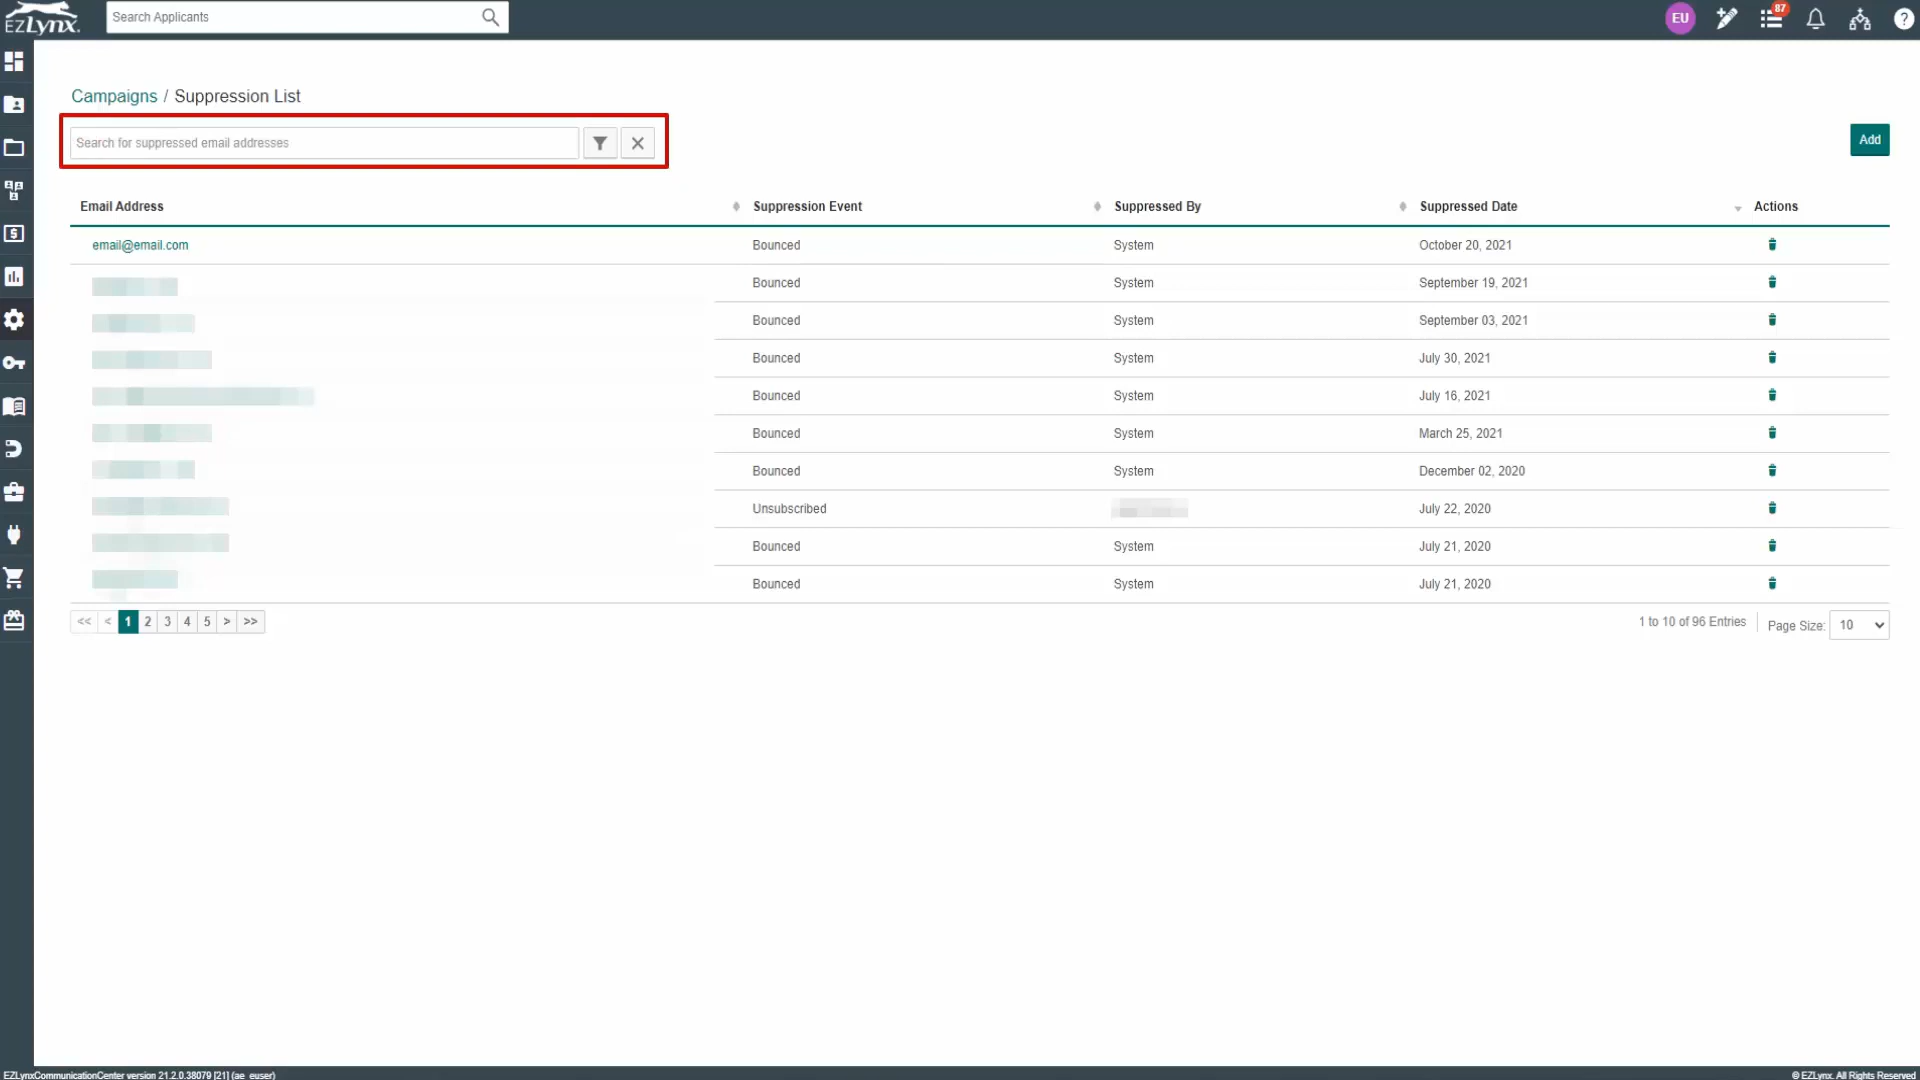 EZLynx.
Search Applicants
EU
87
?
Campaigns / Suppression List
Search for suppressed email addresses
Add
Email Address Suppression Event Suppressed By Suppressed Date Actions
email@email.com Bounced System October 20, 2021
Bounced System September 19, 2021
Bounced System September 03, 2021
Bounced System July 30, 2021
Bounced System July 16, 2021
Bounced System March 25, 2021
Bounced System December 02, 2020
Unsubscribed July 22, 2020
Bounced System July 21, 2020
Bounced System July 21, 2020
<< < 1 2 3 4 5 > >> 1 to 10 of 96 Entries Page Size: 10
EZLynxCommunicationCenter version 21.2.0.38079 [21] (ae_euser) © EZLynx. All Rights Reserved